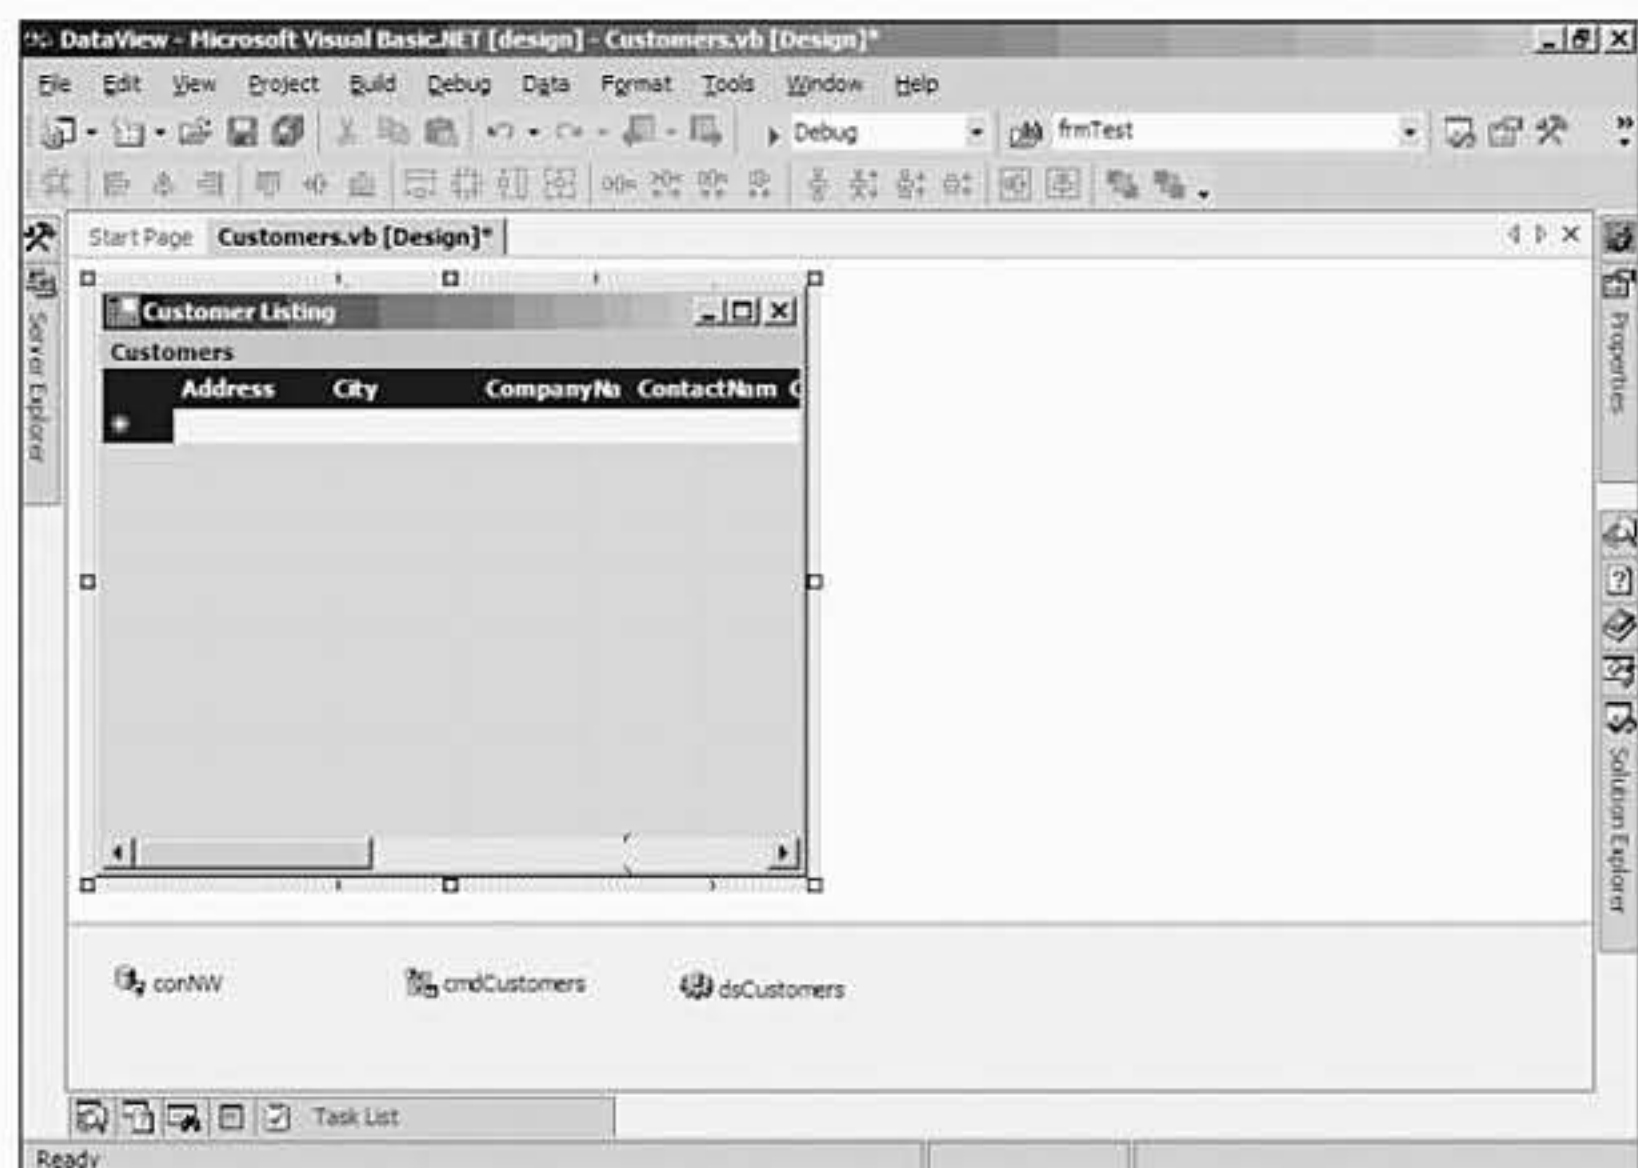 DataView - Microsoft Visual Basic.NET [design] - Customers.vb [Design]*
File Edit View Project Build Debug Data Format Tools Window Help
Debug frmTest
Start Page Customers.vb [Design]*
Server Explorer
Properties
Customer Listing
Customers
Address City CompanyNa ContactNam C
Solution Explorer
conNW cmdCustomers dsCustomers
Task List
Ready